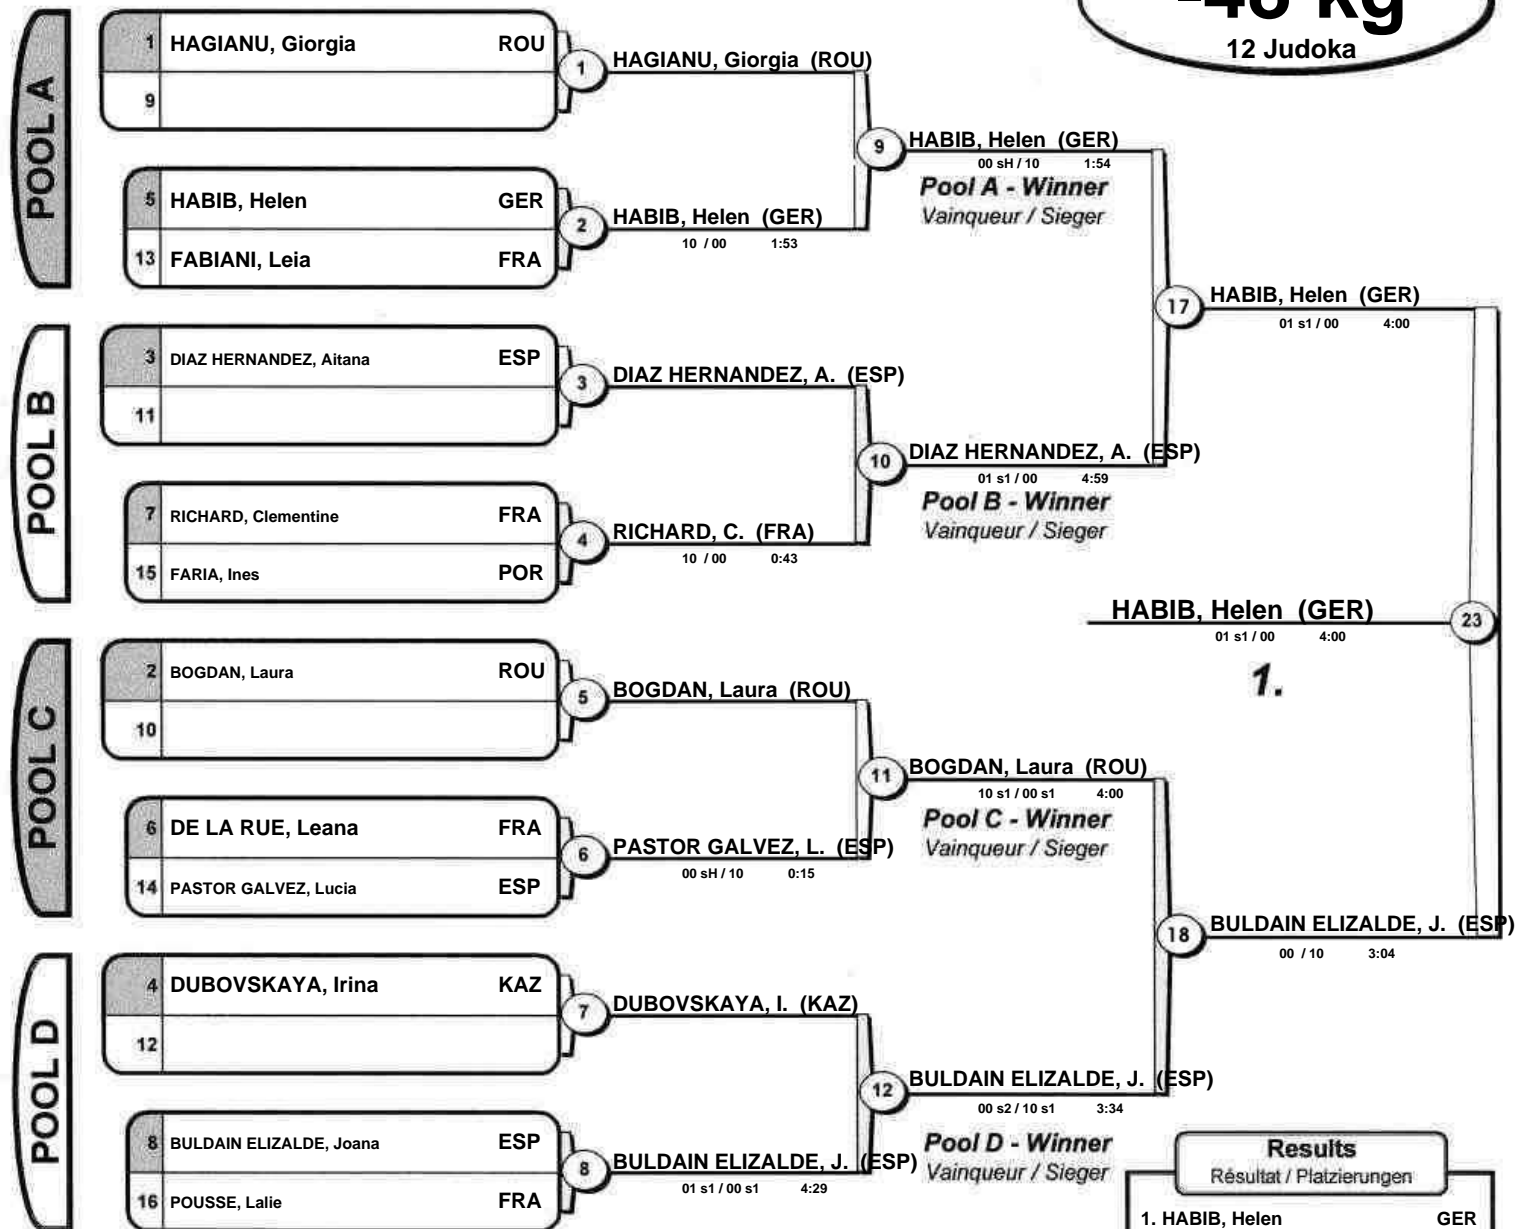 -48 kg
12 Judoka
POOL A
1 HAGIANU, Giorgia ROU
9
1 HAGIANU, Giorgia (ROU)
5 HABIB, Helen GER
13 FABIANI, Leia FRA
2 HABIB, Helen (GER)
10 / 00 1:53
9 HABIB, Helen (GER)
00 sH / 10 1:54
Pool A - Winner
Vainqueur / Sieger
POOL B
3 DIAZ HERNANDEZ, Aitana ESP
11
3 DIAZ HERNANDEZ, A. (ESP)
7 RICHARD, Clementine FRA
15 FARIA, Ines POR
4 RICHARD, C. (FRA)
10 / 00 0:43
10 DIAZ HERNANDEZ, A. (ESP)
01 s1 / 00 4:59
Pool B - Winner
Vainqueur / Sieger
17 HABIB, Helen (GER)
01 s1 / 00 4:00
HABIB, Helen (GER) 23
01 s1 / 00 4:00
1.
POOL C
2 BOGDAN, Laura ROU
10
5 BOGDAN, Laura (ROU)
6 DE LA RUE, Leana FRA
14 PASTOR GALVEZ, Lucia ESP
6 PASTOR GALVEZ, L. (ESP)
00 sH / 10 0:15
11 BOGDAN, Laura (ROU)
10 s1 / 00 s1 4:00
Pool C - Winner
Vainqueur / Sieger
POOL D
4 DUBOVSKAYA, Irina KAZ
12
7 DUBOVSKAYA, I. (KAZ)
8 BULDAIN ELIZALDE, Joana ESP
16 POUSSE, Lalie FRA
8 BULDAIN ELIZALDE, J. (ESP)
01 s1 / 00 s1 4:29
12 BULDAIN ELIZALDE, J. (ESP)
00 s2 / 10 s1 3:34
Pool D - Winner
Vainqueur / Sieger
18 BULDAIN ELIZALDE, J. (ESP)
00 / 10 3:04
Results
Résultat / Platzierungen
1. HABIB, Helen GER